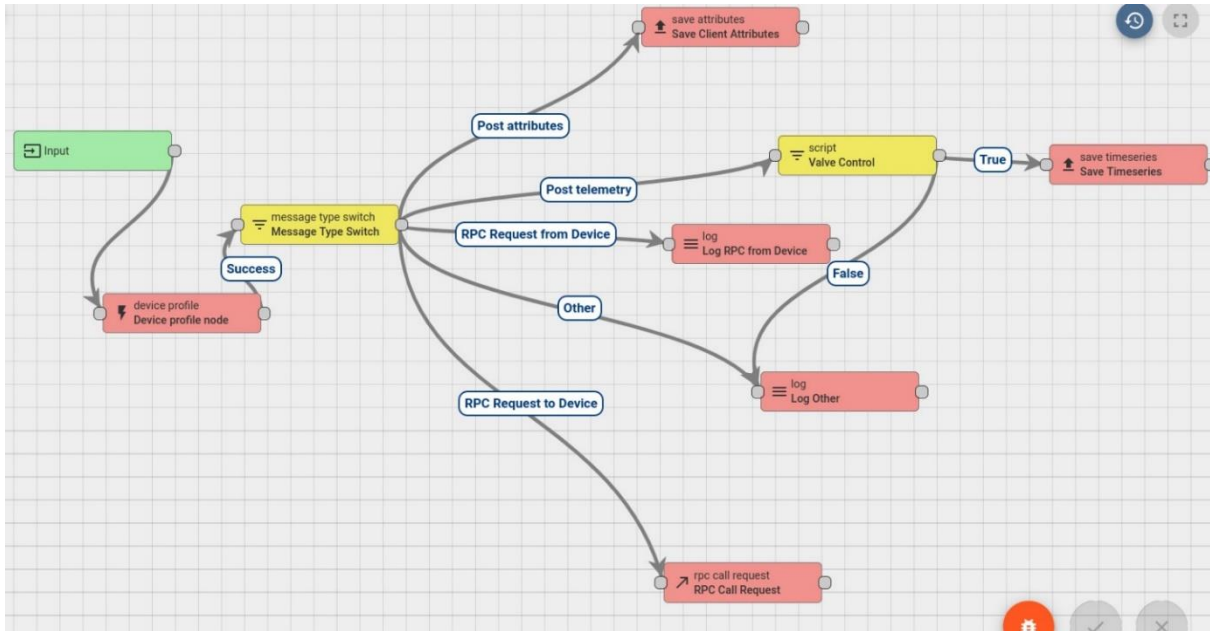 save attributes
Save Client Attributes
Post attributes
Input
script
Valve Control
True
save timeseries
Save Timeseries
Post telemetry
message type switch
Message Type Switch
RPC Request from Device
log
Log RPC from Device
Success
False
device profile
Device profile node
Other
log
Log Other
RPC Request to Device
rpc call request
RPC Call Request